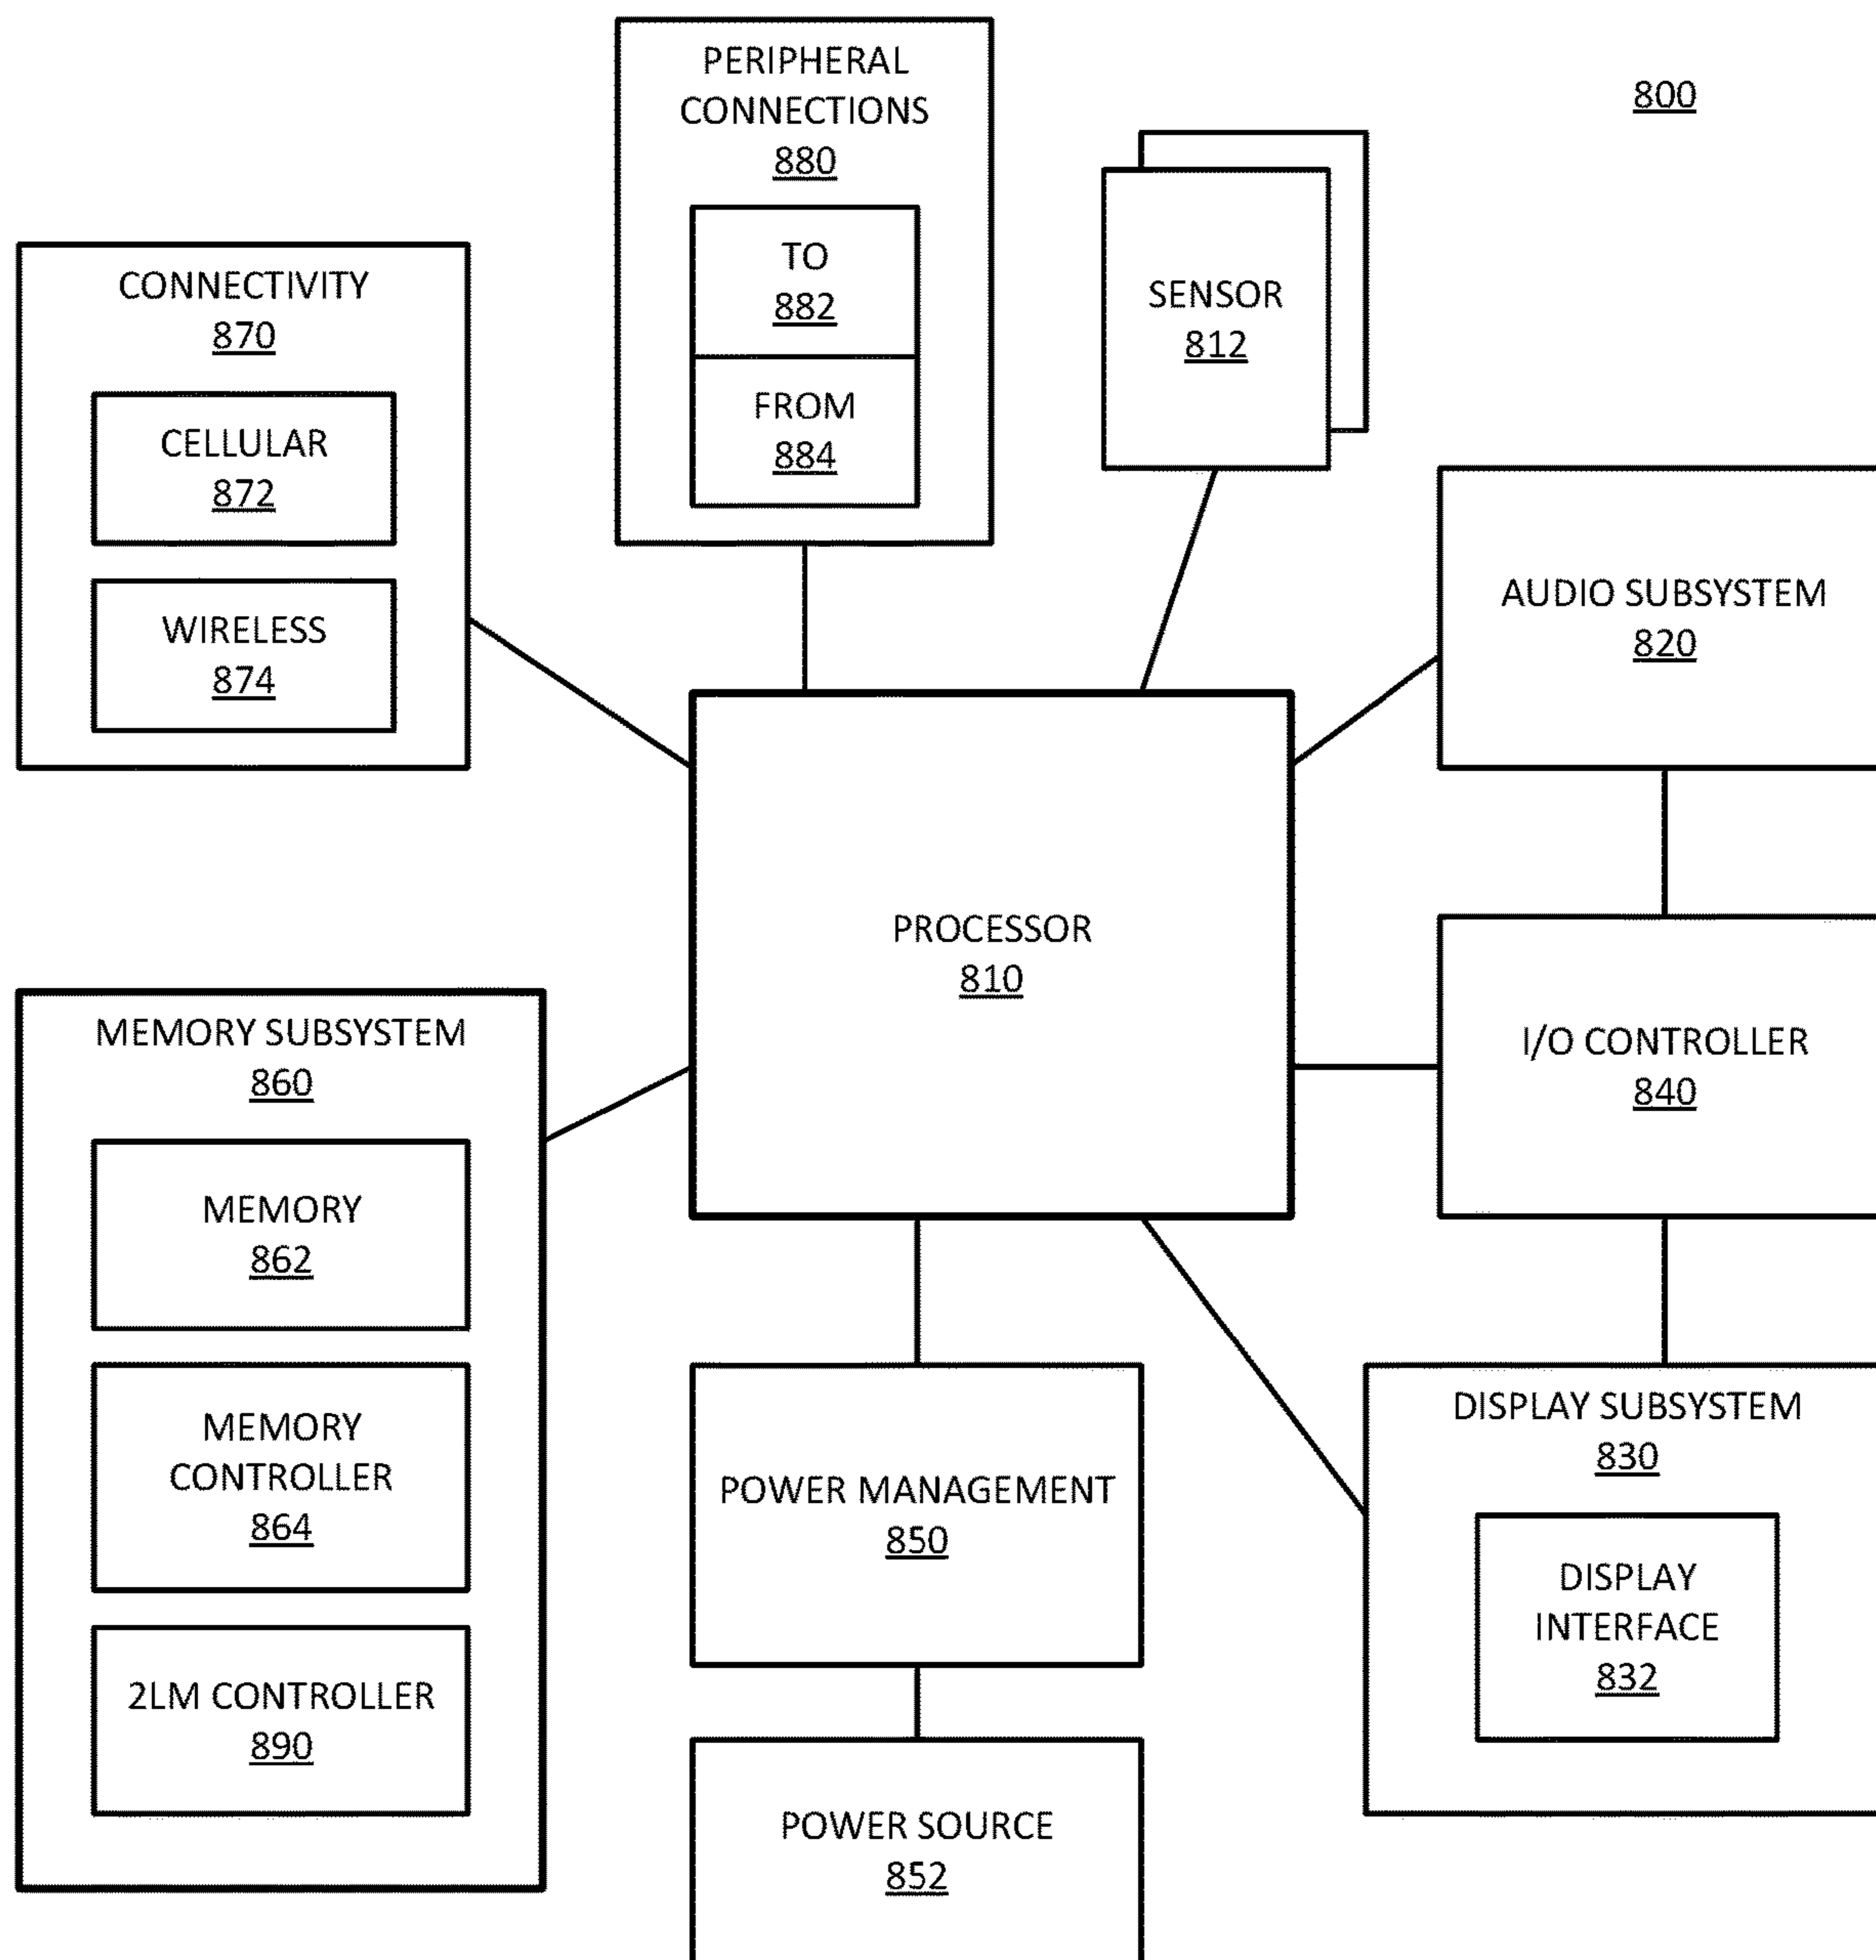 PERIPHERAL
CONNECTIONS
880
TO
882
FROM
884
800
SENSOR
812
CONNECTIVITY
870
CELLULAR
872
WIRELESS
874
AUDIO SUBSYSTEM
820
PROCESSOR
810
I/O CONTROLLER
840
MEMORY SUBSYSTEM
860
MEMORY
862
MEMORY
CONTROLLER
864
2LM CONTROLLER
890
POWER MANAGEMENT
850
POWER SOURCE
852
DISPLAY SUBSYSTEM
830
DISPLAY
INTERFACE
832